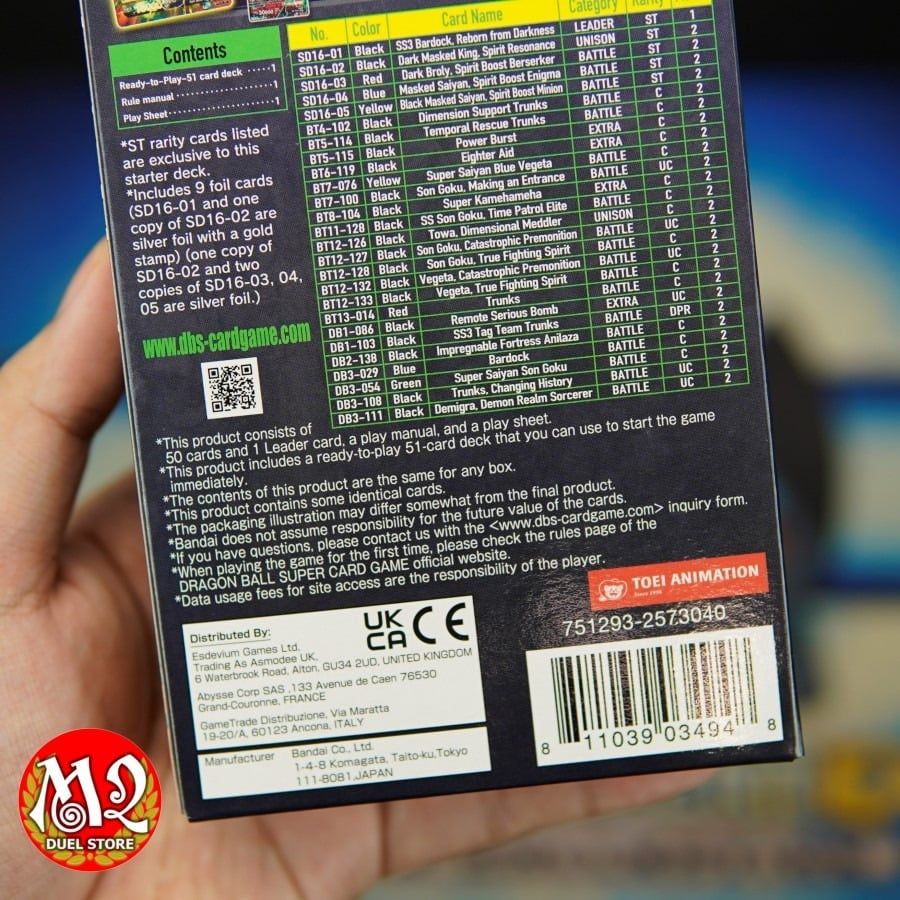 Contents
Ready-to-Play-51 card deck ····· 1
Rule manual ··················· 1
Play Sheet ··················· 1
*ST rarity cards listed
are exclusive to this
starter deck.
*Includes 9 foil cards
(SD16-01 and one
copy of SD16-02 are
silver foil with a gold
stamp) (one copy of
SD16-02 and two
copies of SD16-03, 04,
05 are silver foil.)
www.dbs-cardgame.com
No. Color Card Name Category Rarity
SD16-01 Black SS3 Bardock, Reborn from Darkness LEADER ST 1
SD16-02 Black Dark Masked King, Spirit Resonance UNISON ST 2
SD16-03 Red Dark Broly, Spirit Boost Berserker BATTLE ST 2
SD16-04 Blue Masked Saiyan, Spirit Boost Enigma BATTLE ST 2
SD16-05 Yellow Black Masked Saiyan, Spirit Boost Minion BATTLE ST 2
BT4-102 Black Dimension Support Trunks BATTLE C 2
BT5-114 Black Temporal Rescue Trunks BATTLE C 2
BT5-115 Black Power Burst EXTRA C 2
BT6-119 Black Eighter Aid EXTRA C 2
BT7-076 Yellow Super Saiyan Blue Vegeta BATTLE UC 2
BT7-100 Black Son Goku, Making an Entrance BATTLE C 2
BT8-104 Black Super Kamehameha EXTRA C 2
BT11-128 Black SS Son Goku, Time Patrol Elite BATTLE C 2
BT12-126 Black Towa, Dimensional Meddler UNISON 2
BT12-127 Black Son Goku, Catastrophic Premonition BATTLE 2
BT12-128 Black Son Goku, True Fighting Spirit BATTLE 2
BT12-132 Black Vegeta, Catastrophic Premonition BATTLE 2
BT12-133 Black Vegeta, True Fighting Spirit BATTLE 2
BT13-014 Red Trunks BATTLE 2
DB1-086 Black Remote Serious Bomb EXTRA 2
DB1-103 Black SS3 Tag Team Trunks BATTLE DPR 2
DB2-138 Black Impregnable Fortress Anilaza BATTLE C 2
DB3-029 Blue Bardock BATTLE C 2
DB3-054 Green Super Saiyan Son Goku BATTLE C 2
DB3-108 Black Trunks, Changing History BATTLE 2
DB3-111 Black Demigra, Demon Realm Sorcerer BATTLE UC 2
*This product consists of
50 cards and 1 Leader card, a play manual, and a play sheet.
*This product includes a ready-to-play 51-card deck that you can use to start the game
immediately.
*The contents of this product are the same for any box.
*This product contains some identical cards.
*The packaging illustration may differ somewhat from the final product.
*Bandai does not assume responsibility for the future value of the cards.
*If you have questions, please contact us with the <www.dbs-cardgame.com> inquiry form.
*When playing the game for the first time, please check the rules page of the
DRAGON BALL SUPER CARD GAME official website.
*Data usage fees for site access are the responsibility of the player.
TOEI ANIMATION
Since 1956
751293-2573040
Distributed By:
Esdevium Games Ltd.
Trading As Asmodee UK,
6 Waterbrook Road, Alton, GU34 2UD, UNITED KINGDOM
UK
CA CE
Abysse Corp SAS ,133 Avenue de Caen 76530
Grand-Couronne, FRANCE
GameTrade Distribuzione, Via Maratta
19-20/A, 60123 Ancona, ITALY
Manufacturer Bandai Co., Ltd.
1-4-8 Komagata, Taito-ku,Tokyo
111-8081,JAPAN
8 11039 03494 8
M2
DUEL STORE